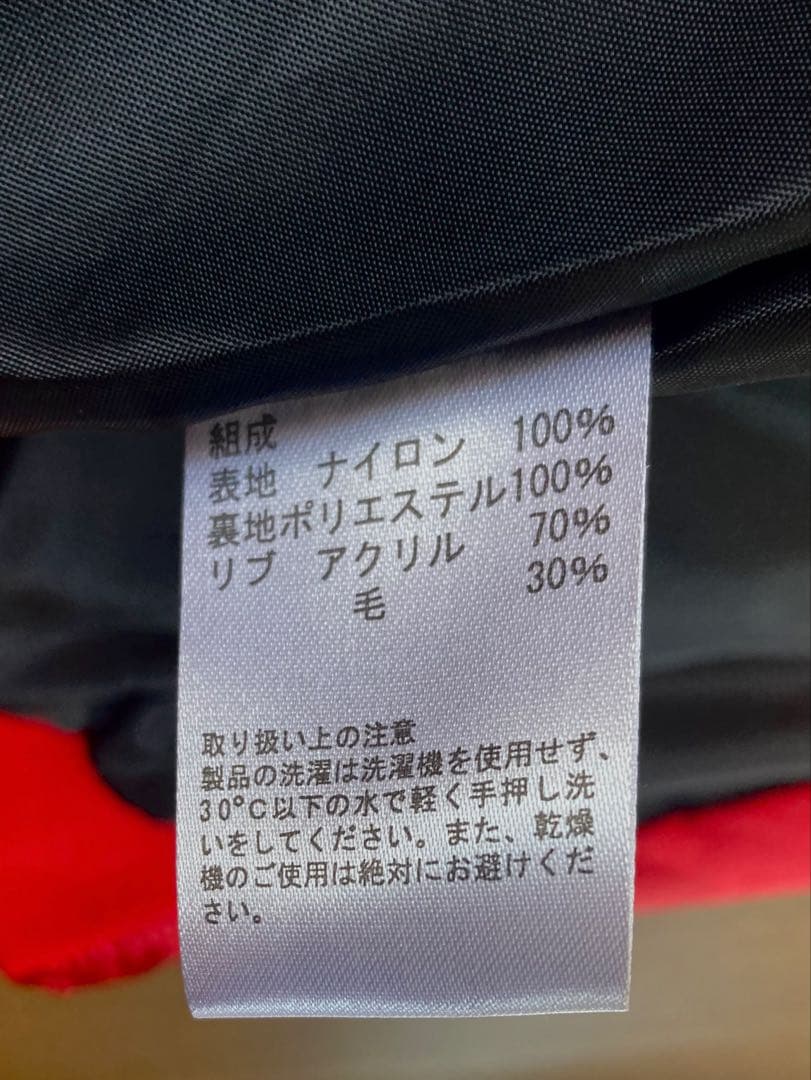 組成
表地 ナイロン 100%
裏地ポリエステル100%
リブ アクリル 70%
毛 30%
取り扱い上の注意
製品の洗濯は洗濯機を使用せず、
30°C以下の水で軽く手押し洗
いをしてください。また、乾燥
機のご使用は絶対にお避けくだ
さい。